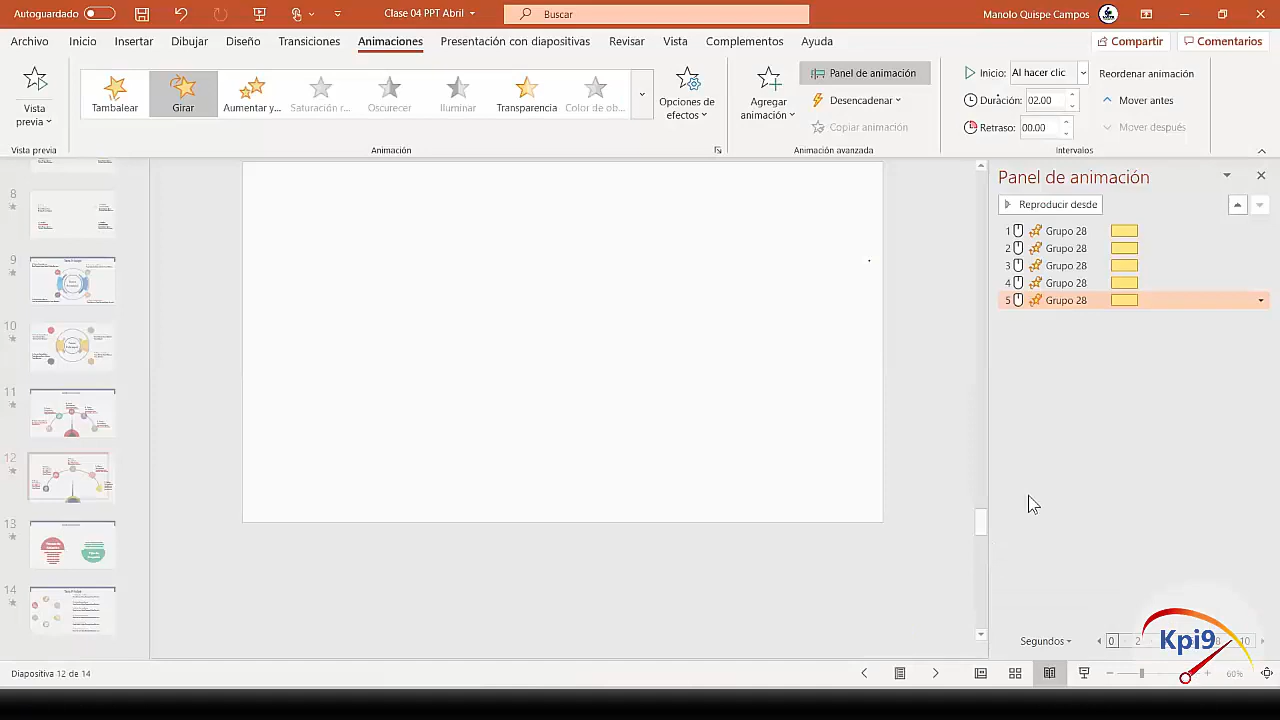 Autoguardado
Clase 04 PPT Abril
Buscar
Manolo Quispe Campos
Archivo Inicio Insertar Dibujar Diseño Transiciones Animaciones Presentación con diapositivas Revisar Vista Complementos Ayuda
Compartir Comentarios
Vista previa
Tambalear
Girar
Aumentar y...
Saturación r...
Oscurecer
Iluminar
Transparencia
Color de ob...
Opciones de efectos
Agregar animación
Panel de animación
Desencadenar
Copiar animación
Inicio: Al hacer clic
Duración: 02.00
Retraso: 00.00
Reordenar animación
Mover antes
Mover después
Vista previa
Animación
Animación avanzada
Intervalos
8
9
10
11
12
13
14
Panel de animación
Reproducir desde
1 Grupo 28
2 Grupo 28
3 Grupo 28
4 Grupo 28
5 Grupo 28
Segundos 0 2
10
Kpi9
Diapositiva 12 de 14
60%